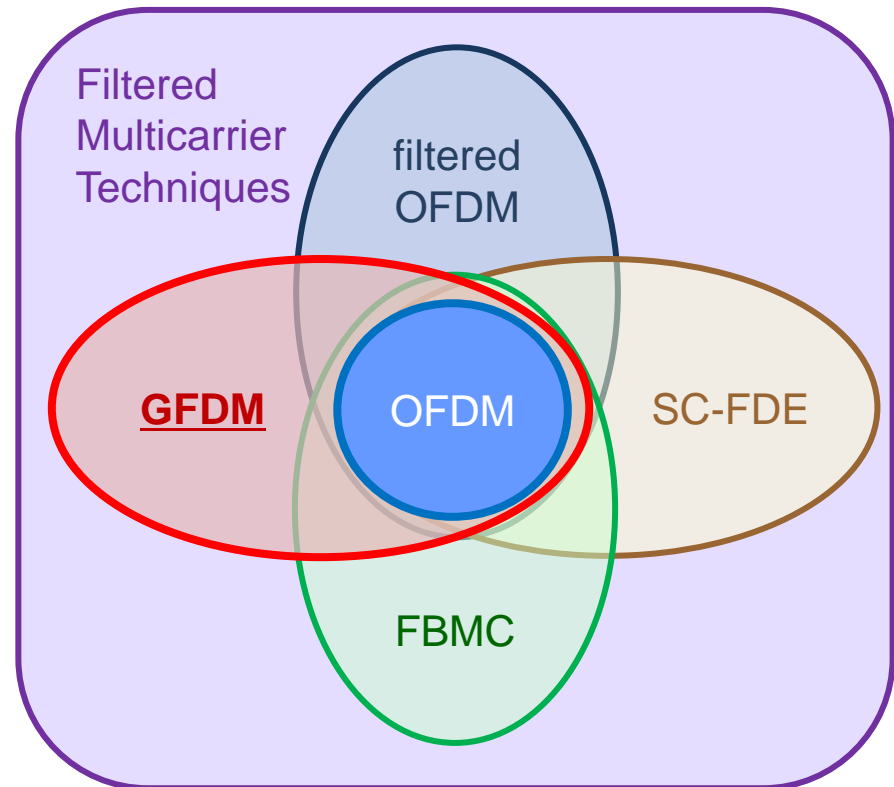 Filtered
Multicarrier
Techniques
filtered
OFDM
GFDM
OFDM
SC-FDE
FBMC